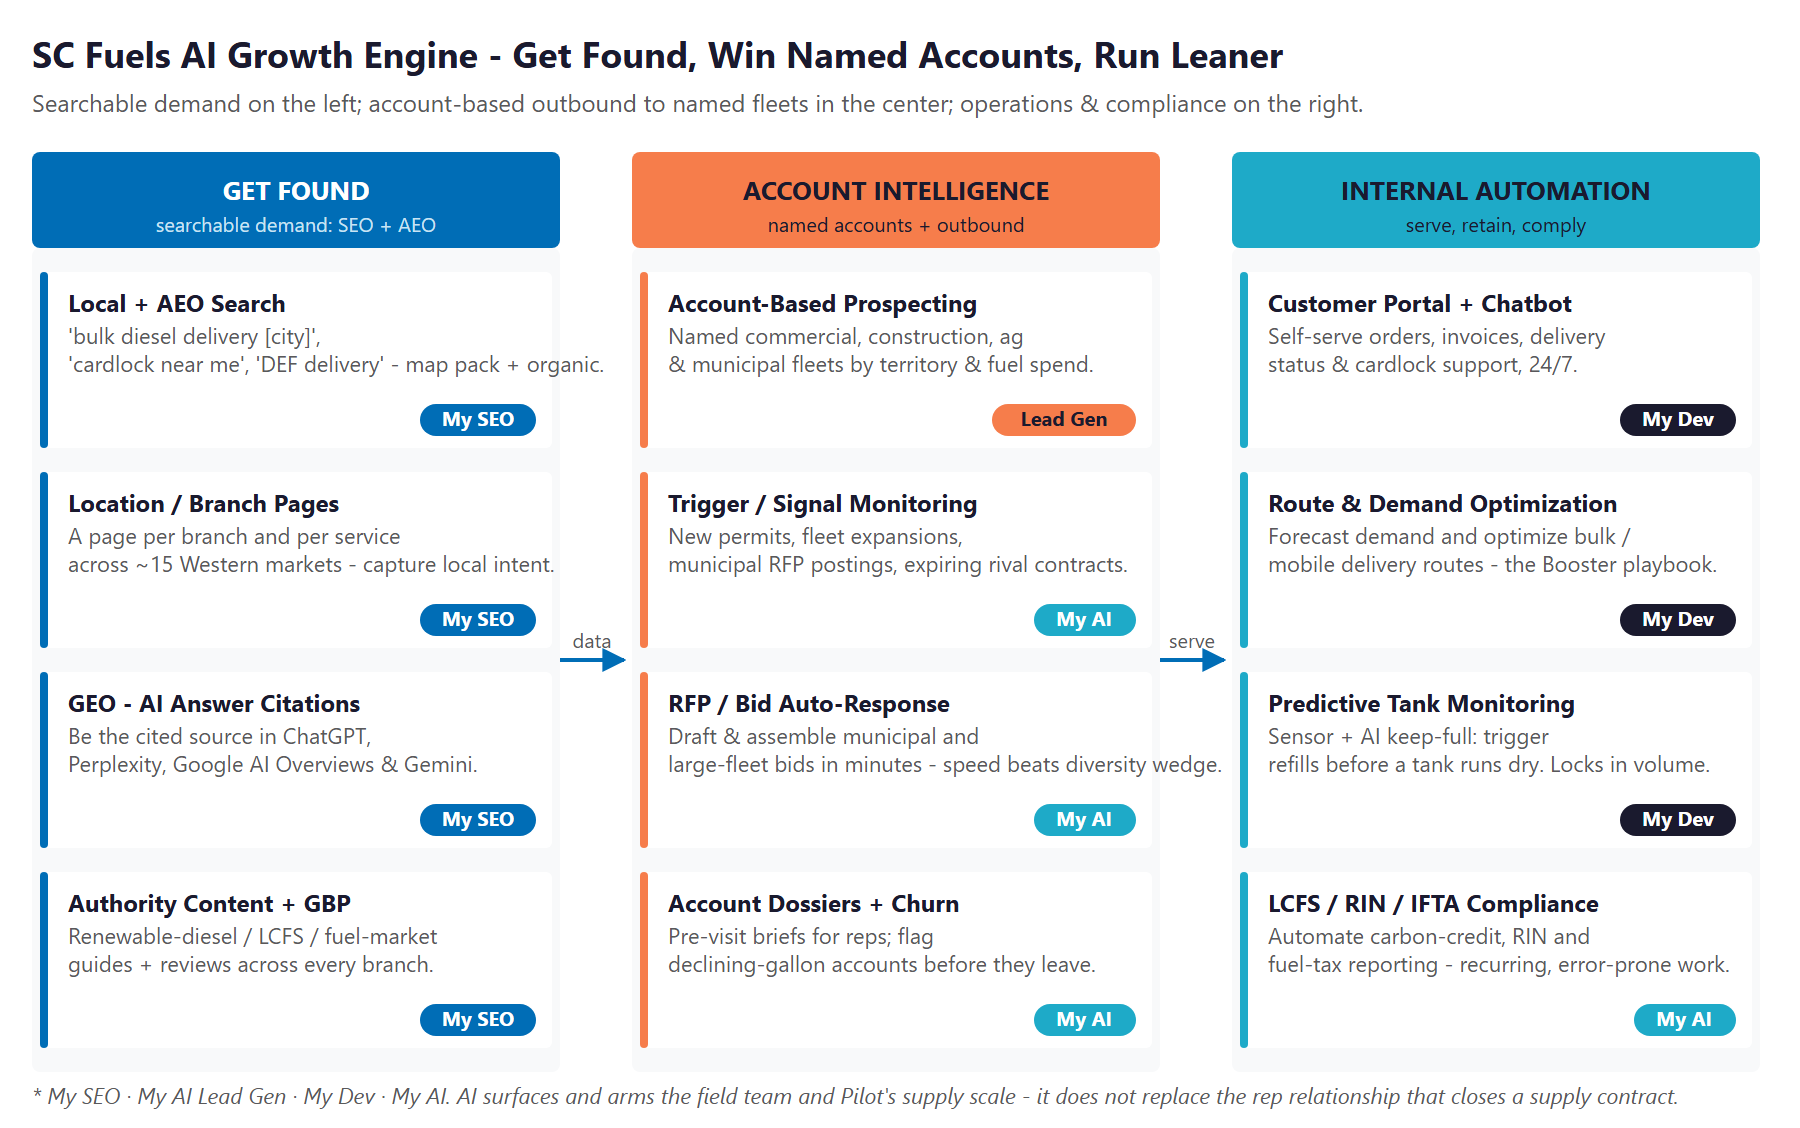 SC Fuels AI Growth Engine - Get Found, Win Named Accounts, Run Leaner
Searchable demand on the left; account-based outbound to named fleets in the center; operations & compliance on the right.
GET FOUND
searchable demand: SEO + AEO
Local + AEO Search
'bulk diesel delivery [city]',
'cardlock near me', 'DEF delivery' - map pack + organic.
My SEO
Location / Branch Pages
A page per branch and per service
across ~15 Western markets - capture local intent.
My SEO
GEO - AI Answer Citations
Be the cited source in ChatGPT,
Perplexity, Google AI Overviews & Gemini.
My SEO
Authority Content + GBP
Renewable-diesel / LCFS / fuel-market
guides + reviews across every branch.
My SEO
data
ACCOUNT INTELLIGENCE
named accounts + outbound
Account-Based Prospecting
Named commercial, construction, ag
& municipal fleets by territory & fuel spend.
Lead Gen
Trigger / Signal Monitoring
New permits, fleet expansions,
municipal RFP postings, expiring rival contracts.
My AI
RFP / Bid Auto-Response
Draft & assemble municipal and
large-fleet bids in minutes - speed beats diversity wedge.
My AI
Account Dossiers + Churn
Pre-visit briefs for reps; flag
declining-gallon accounts before they leave.
My AI
serve
INTERNAL AUTOMATION
serve, retain, comply
Customer Portal + Chatbot
Self-serve orders, invoices, delivery
status & cardlock support, 24/7.
My Dev
Route & Demand Optimization
Forecast demand and optimize bulk /
mobile delivery routes - the Booster playbook.
My Dev
Predictive Tank Monitoring
Sensor + AI keep-full: trigger
refills before a tank runs dry. Locks in volume.
My Dev
LCFS / RIN / IFTA Compliance
Automate carbon-credit, RIN and
fuel-tax reporting - recurring, error-prone work.
My AI
* My SEO · My AI Lead Gen · My Dev · My AI. AI surfaces and arms the field team and Pilot's supply scale - it does not replace the rep relationship that closes a supply contract.